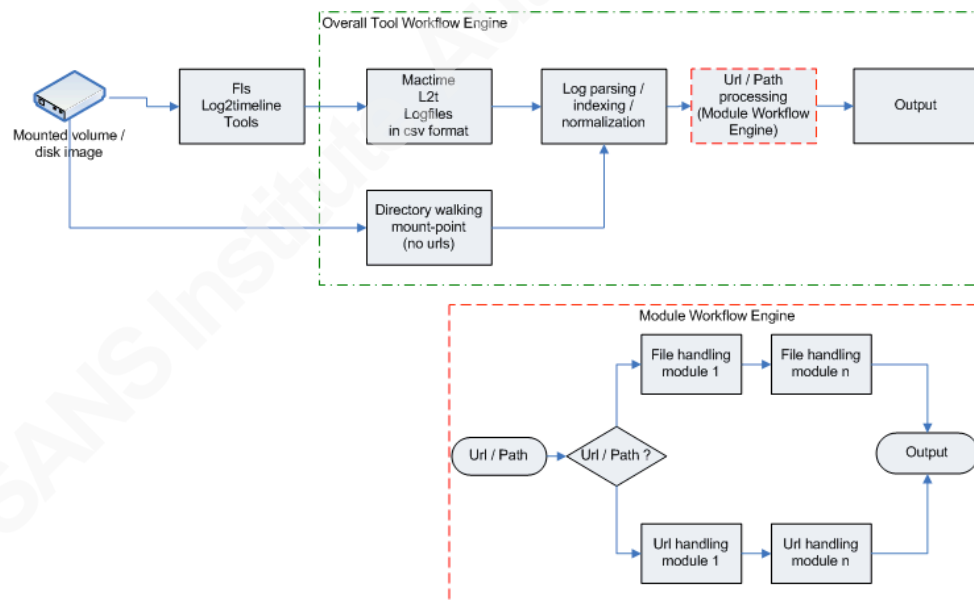 Overall Tool Workflow Engine
Mounted volume /
disk image
Fls
Log2timeline
Tools
Mactime
L2t
Logfiles
in csv format
Log parsing /
indexing /
normalization
Url / Path
processing
(Module Workflow
Engine)
Output
Directory walking
mount-point
(no urls)
Module Workflow Engine
File handling
module 1
File handling
module n
Url / Path
Url / Path ?
Output
Url handling
module 1
Url handling
module n
SANS Institute